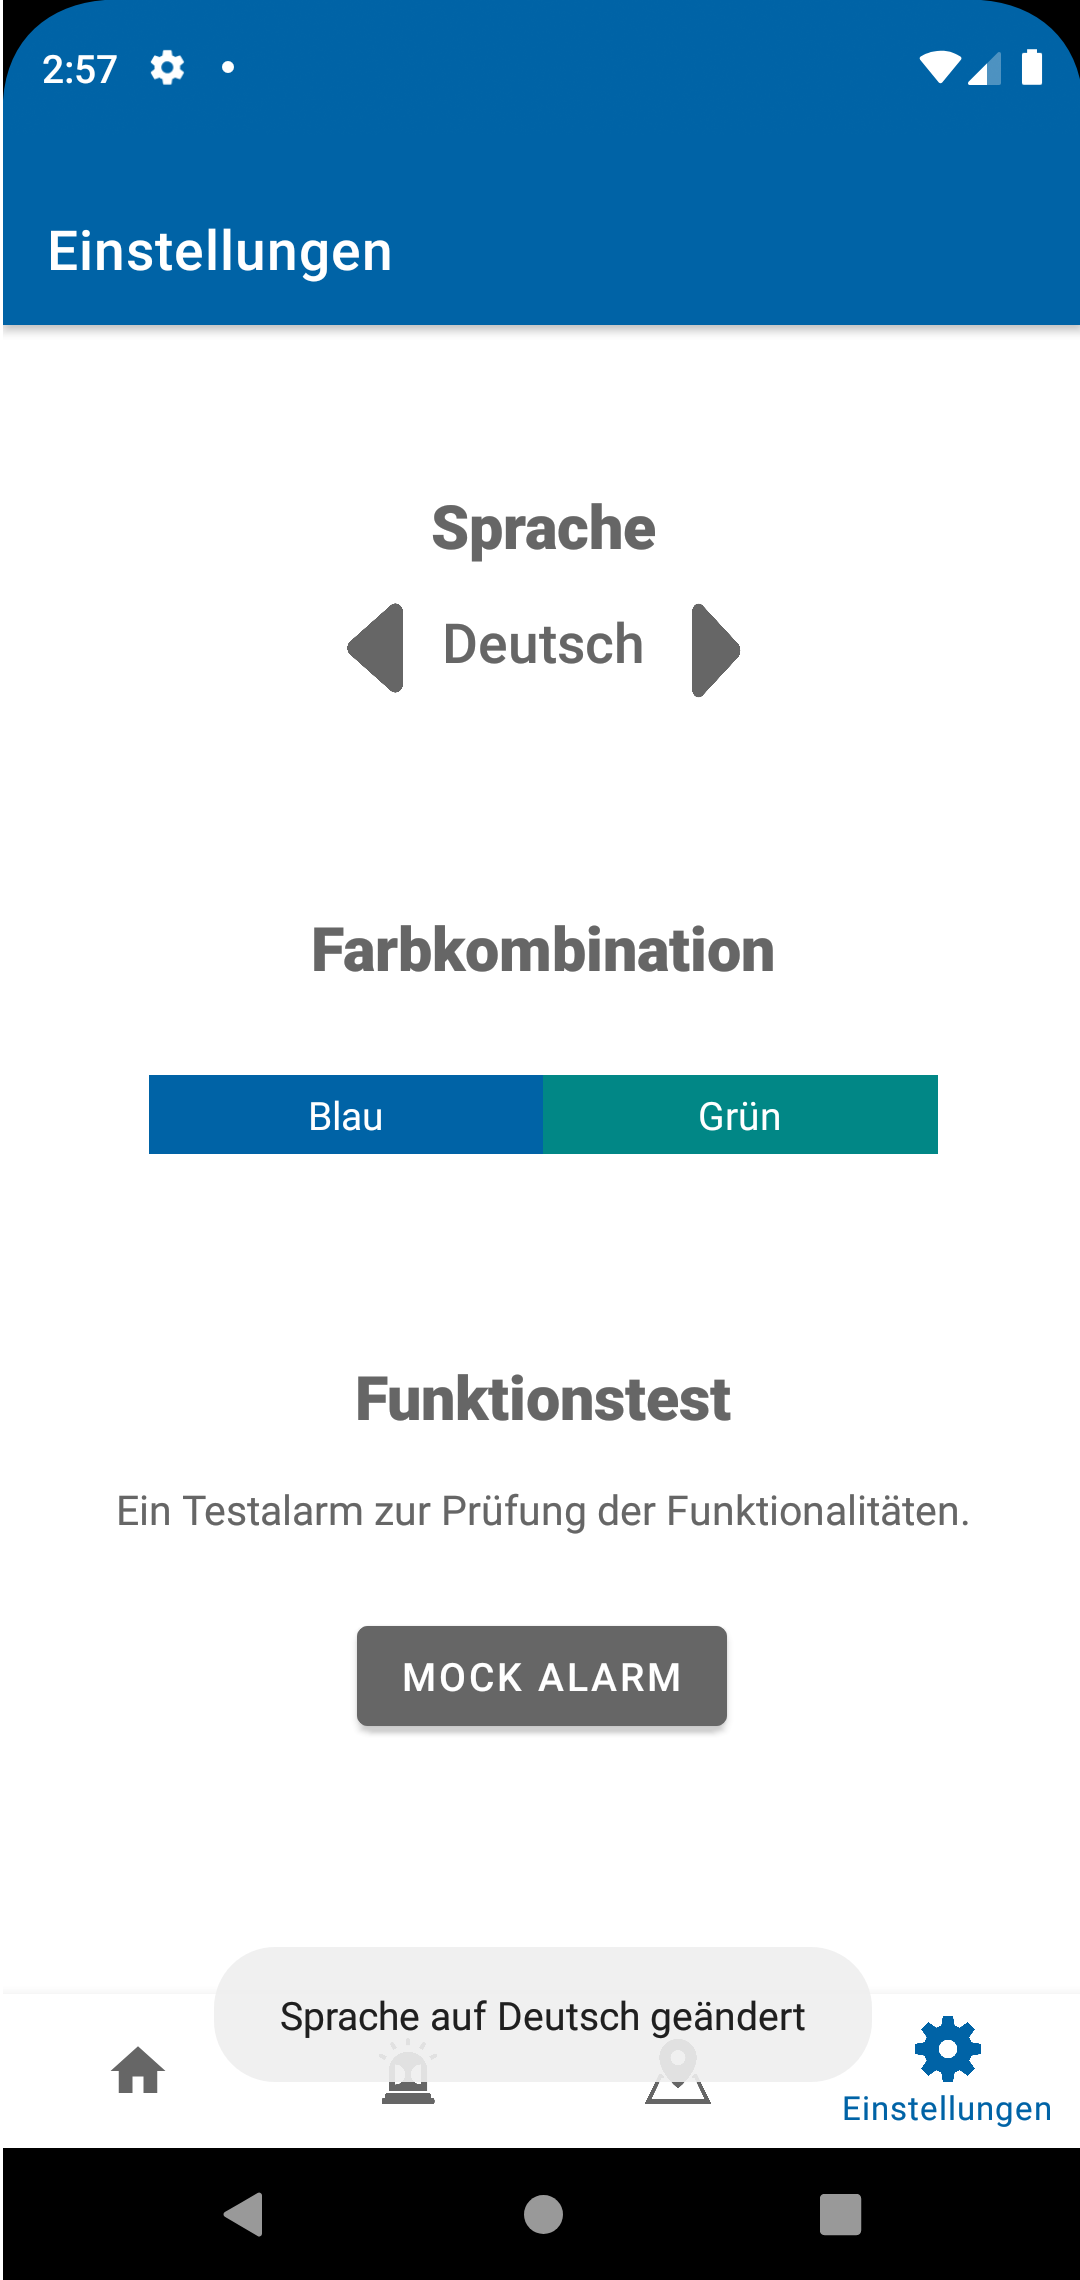 2:57
Einstellungen
Sprache
Deutsch
Farbkombination
Blau Grün
Funktionstest
Ein Testalarm zur Prüfung der Funktionalitäten.
MOCK ALARM
Sprache auf Deutsch geändert
Einstellungen